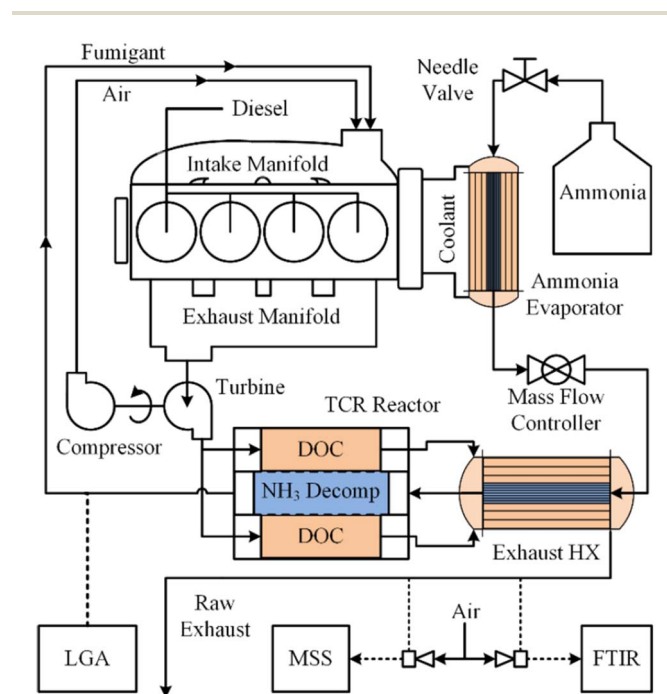 Fumigant
Air
Diesel
Needle
Valve
Intake Manifold
Ammonia
Coolant
Ammonia
Evaporator
Exhaust Manifold
Turbine
Mass Flow
Controller
Compressor
TCR Reactor
DOC
NH₃ Decomp
DOC
Exhaust HX
Raw
Exhaust
Air
LGA
MSS
FTIR